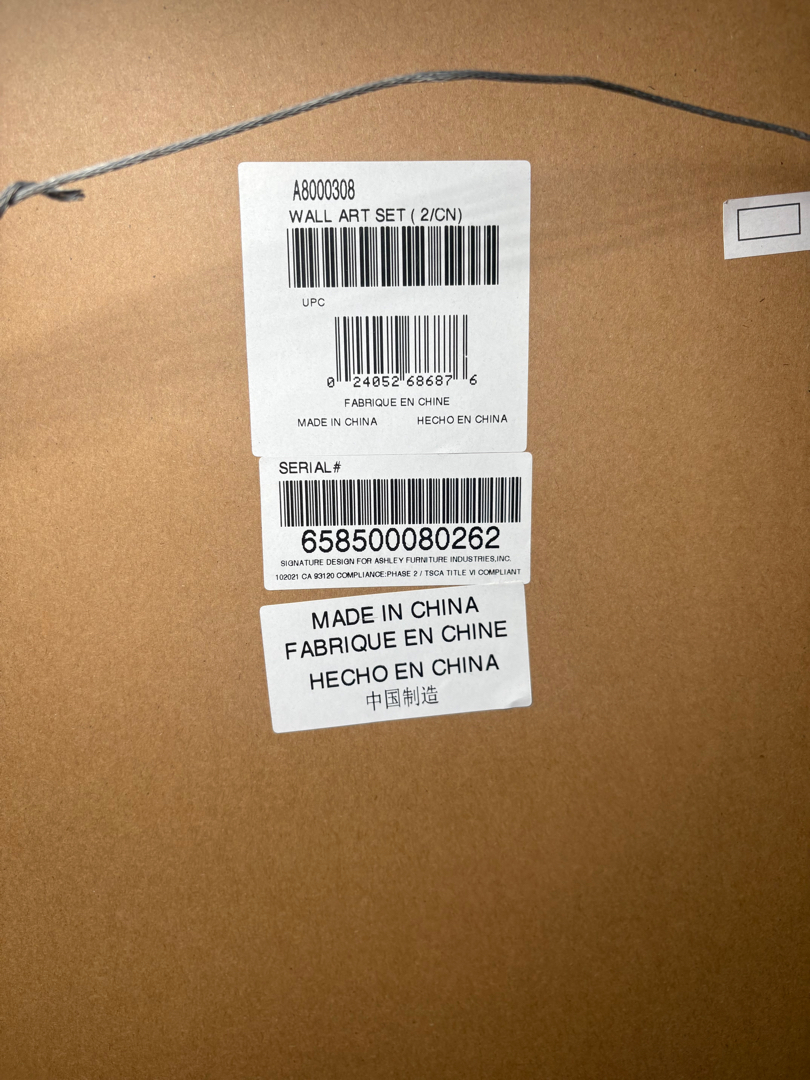 A8000308
WALL ART SET ( 2/CN)
UPC
0 24052 68687 6
FABRIQUE EN CHINE
MADE IN CHINA HECHO EN CHINA
SERIAL#
658500080262
SIGNATURE DESIGN FOR ASHLEY FURNITURE INDUSTRIES,INC.
102021 CA 93120 COMPLIANCE:PHASE 2 / TSCA TITLE VI COMPLIANT
MADE IN CHINA
FABRIQUE EN CHINE
HECHO EN CHINA
中国制造